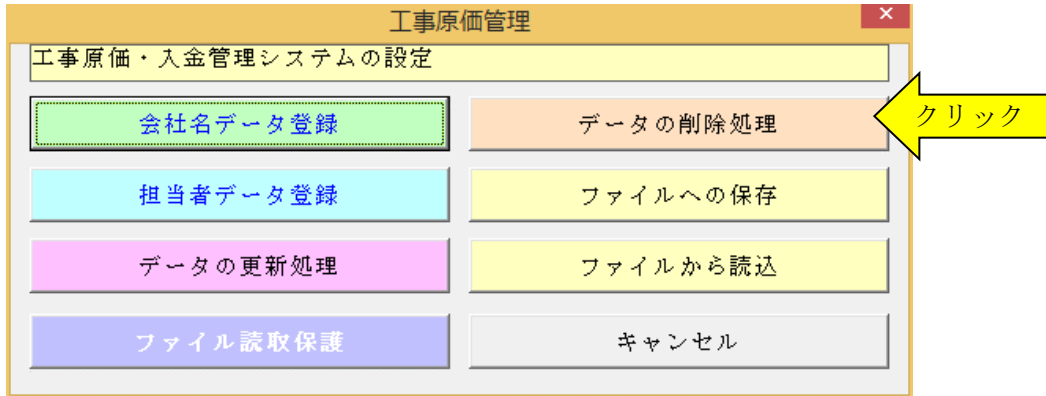 工事原価管理
工事原価・入金管理システムの設定
会社名データ登録
データの削除処理
クリック
担当者データ登録
ファイルへの保存
データの更新処理
ファイルから読込
ファイル読取保護
キャンセル